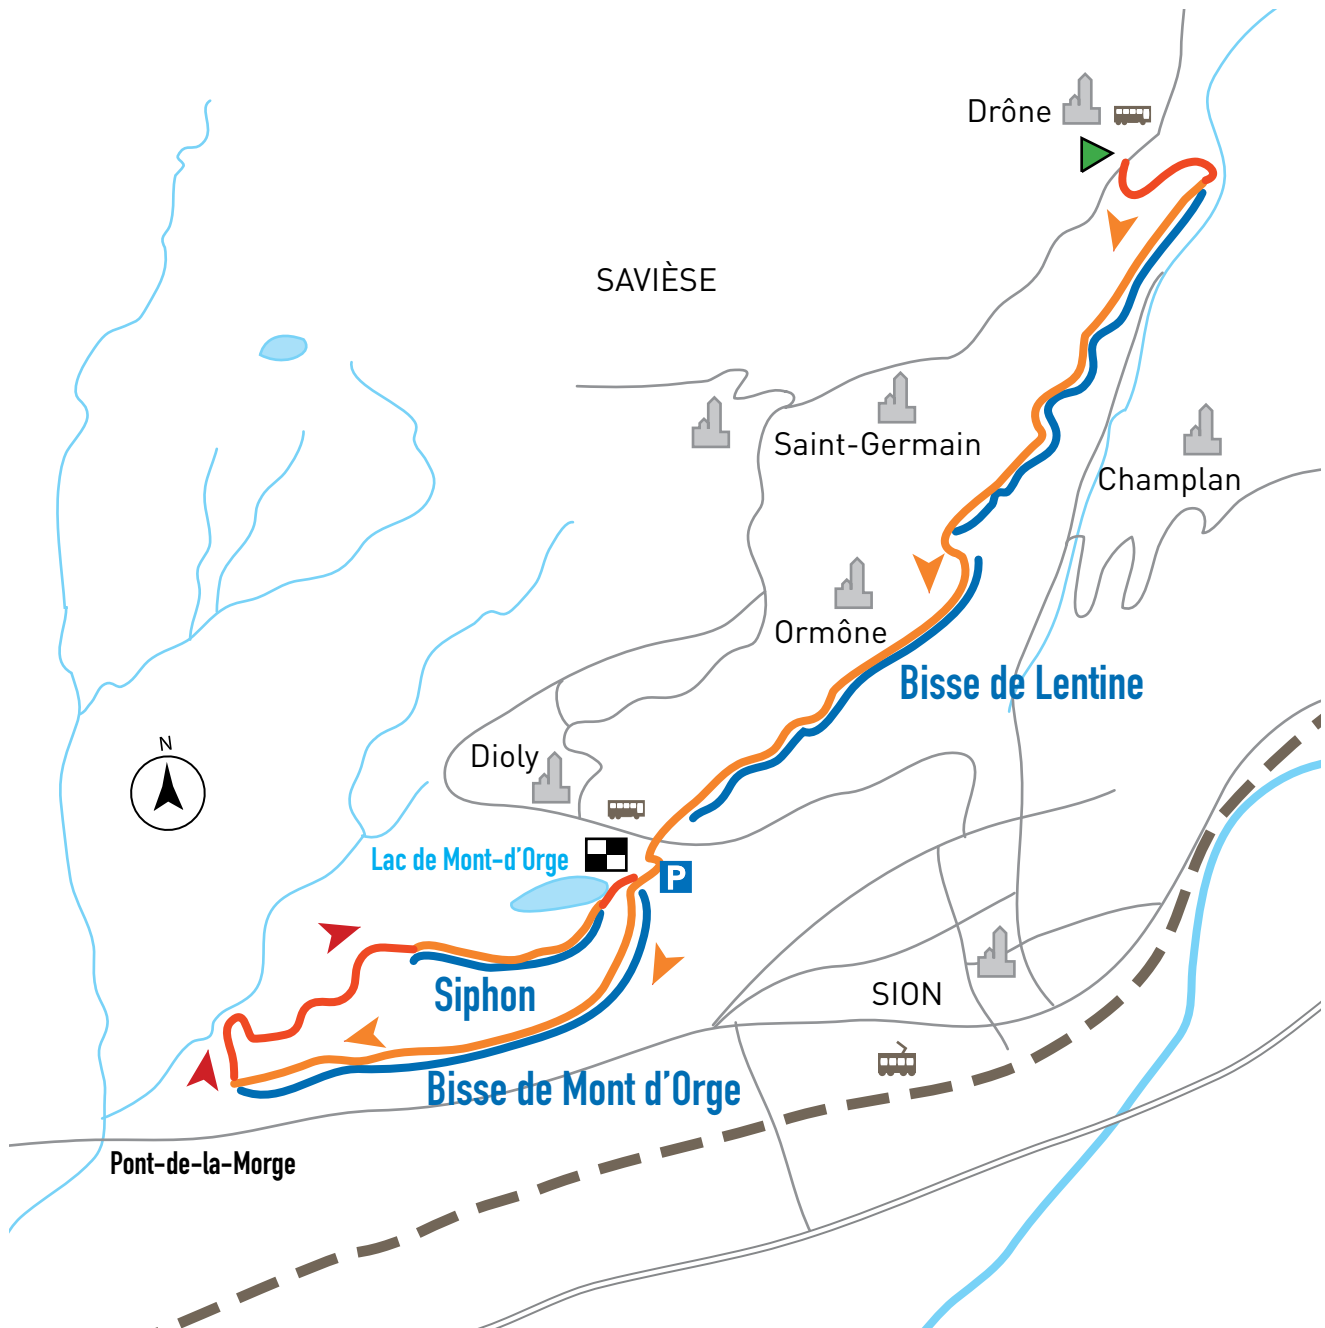 Drône
SAVIÈSE
Saint-Germain
Champlan
Ormône
Bisse de Lentine
N
Dioly
Lac de Mont-d'Orge
P
Siphon
SION
Bisse de Mont d'Orge
Pont-de-la-Morge